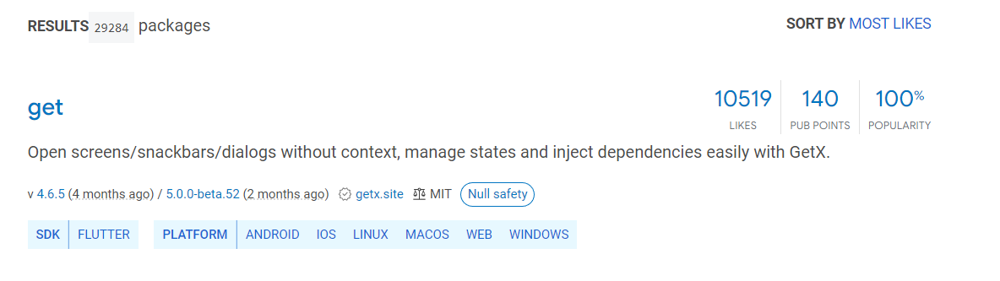 RESULTS 29284 packages
SORT BY MOST LIKES
get
10519 140 100%
LIKES PUB POINTS POPULARITY
Open screens/snackbars/dialogs without context, manage states and inject dependencies easily with GetX.
v 4.6.5 (4 months ago) / 5.0.0-beta.52 (2 months ago) getx.site MIT Null safety
SDK FLUTTER PLATFORM ANDROID IOS LINUX MACOS WEB WINDOWS